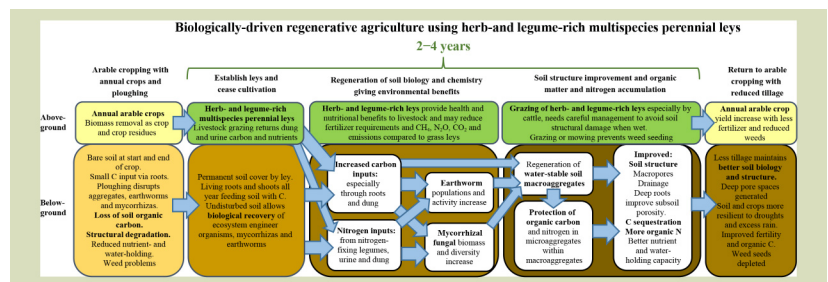 Biologically-driven regenerative agriculture using herb-and legume-rich multispecies perennial leys
2−4 years
Arable cropping with
annual crops and
ploughing
Establish leys and
cease cultivation
Regeneration of soil biology and chemistry
giving environmental benefits
Soil structure improvement and organic
matter and nitrogen accumulation
Return to arable
cropping with
reduced tillage
Above-
ground
Annual arable crops
Biomass removal as crop
and crop residues
Herb- and legume-rich
multispecies perennial leys
Livestock grazing returns dung
and urine carbon and nutrients
Herb- and legume-rich leys provide health and
nutritional benefits to livestock and may reduce
fertilizer requirements and CH₄, N₂O, CO₂ and
emissions compared to grass leys
Grazing of herb- and legume-rich leys especially by
cattle, needs careful management to avoid soil
structural damage when wet.
Grazing or mowing prevents weed seeding
Annual arable crop
yield increase with less
fertilizer and reduced
weeds
Below-
ground
Bare soil at start and end
of crop.
Small C input via roots.
Ploughing disrupts
aggregates, earthworms and
mycorrhizas.
Loss of soil organic
carbon.
Structural degradation.
Reduced nutrient- and
water-holding.
Weed problems
Permanent soil cover by ley.
Living roots and shoots all
year feeding soil with C.
Undisturbed soil allows
biological recovery of
ecosystem engineer
organisms, mycorrhizas and
earthworms
Increased carbon
inputs:
especially
through roots
and dung
Nitrogen inputs:
from nitrogen-
fixing legumes,
urine and dung
Earthworm
populations and
activity increase
Mycorrhizal
fungal biomass
and diversity
increase
Regeneration of
water-stable soil
macroaggregates
Protection of
organic carbon
and nitrogen in
microaggregates
within
macroaggregates
Improved:
Soil structure
Macropores
Drainage
Deep roots
improve subsoil
porosity.
C sequestration
More organic N
Better nutrient
and water-
holding capacity
Less tillage maintains
better soil biology
and structure.
Deep pore spaces
generated
Soil and crops more
resilient to droughts
and excess rain.
Improved fertility
and organic C.
Weed seeds
depleted